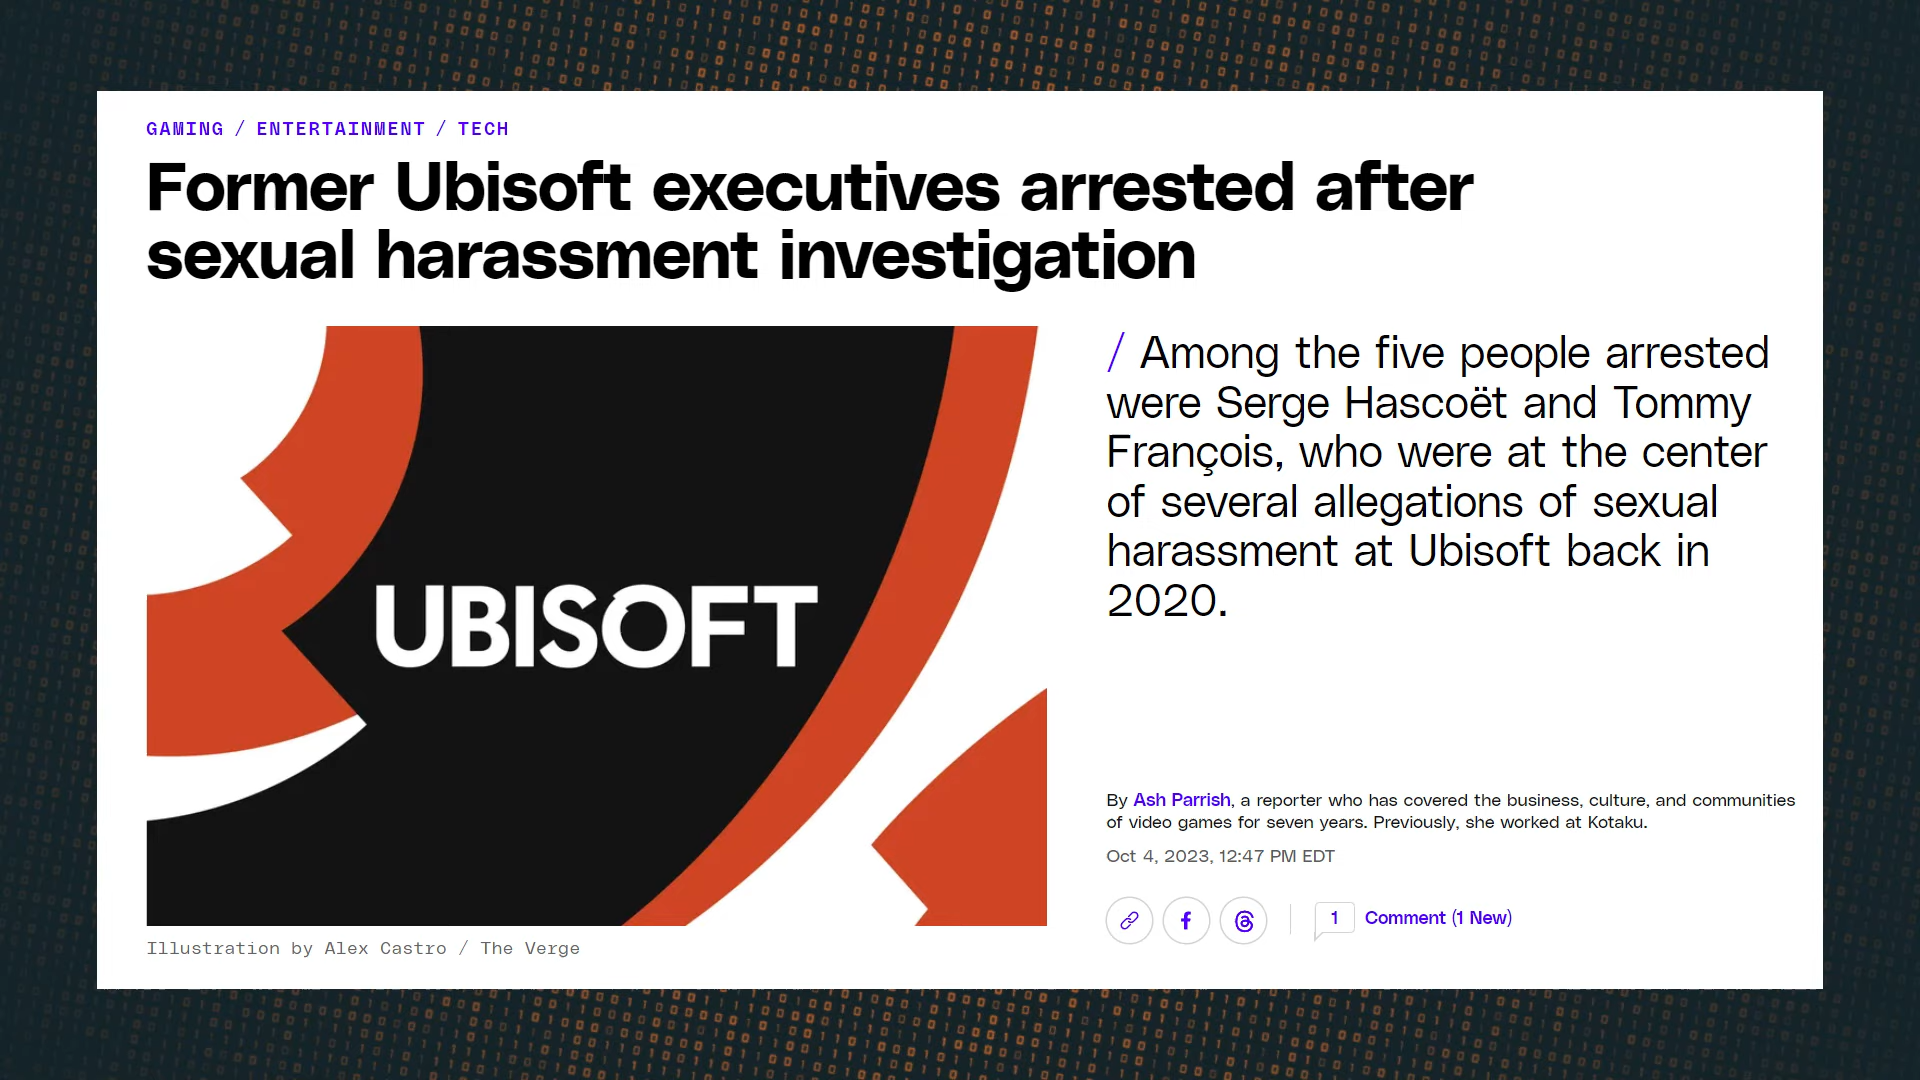 GAMING / ENTERTAINMENT / TECH
Former Ubisoft executives arrested after
sexual harassment investigation
UBISOFT
/ Among the five people arrested
were Serge Hascoët and Tommy
François, who were at the center
of several allegations of sexual
harassment at Ubisoft back in
2020.
By Ash Parrish, a reporter who has covered the business, culture, and communities
of video games for seven years. Previously, she worked at Kotaku.
Oct 4, 2023, 12:47 PM EDT
1 Comment (1 New)
Illustration by Alex Castro / The Verge